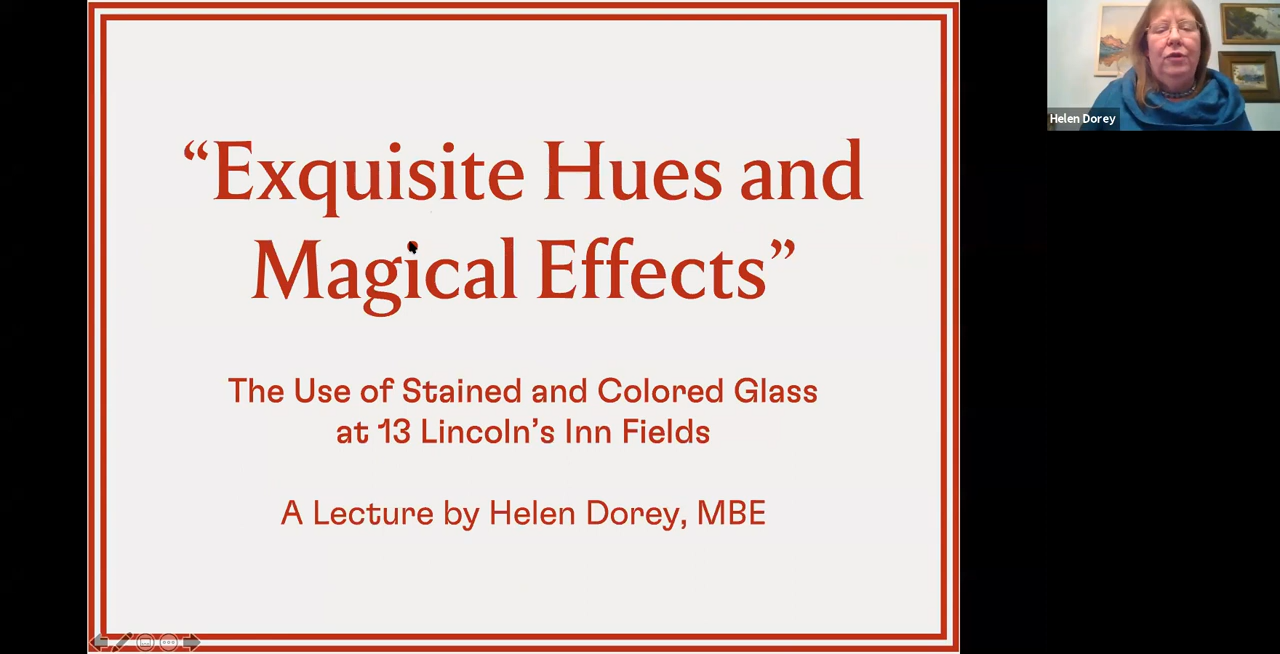 “Exquisite Hues and
Magical Effects”
The Use of Stained and Colored Glass
at 13 Lincoln’s Inn Fields
A Lecture by Helen Dorey, MBE
Helen Dorey